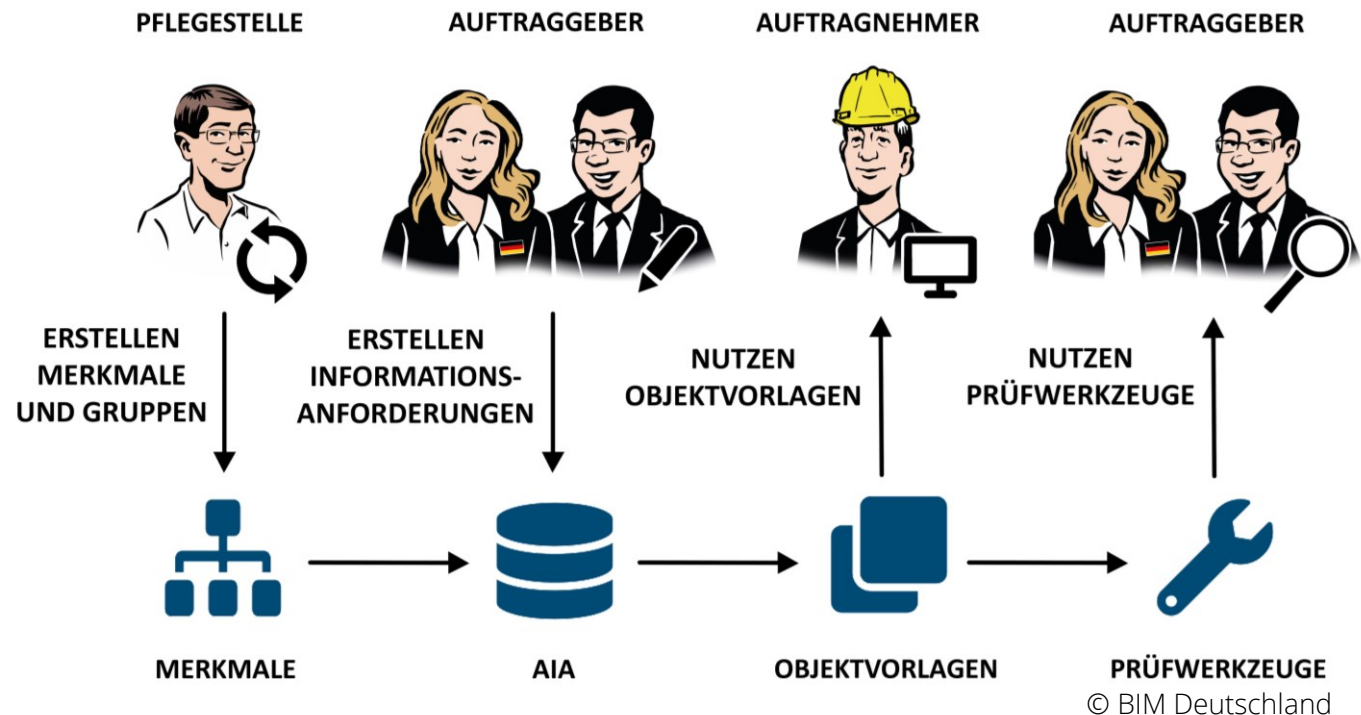 PFLEGESTELLE
AUFTRAGGEBER
AUFTRAGNEHMER
AUFTRAGGEBER
ERSTELLEN
MERKMALE
UND GRUPPEN
ERSTELLEN
INFORMATIONS-
ANFORDERUNGEN
NUTZEN
OBJEKTVORLAGEN
NUTZEN
PRÜFWERKZEUGE
MERKMALE
AIA
OBJEKTVORLAGEN
PRÜFWERKZEUGE
© BIM Deutschland